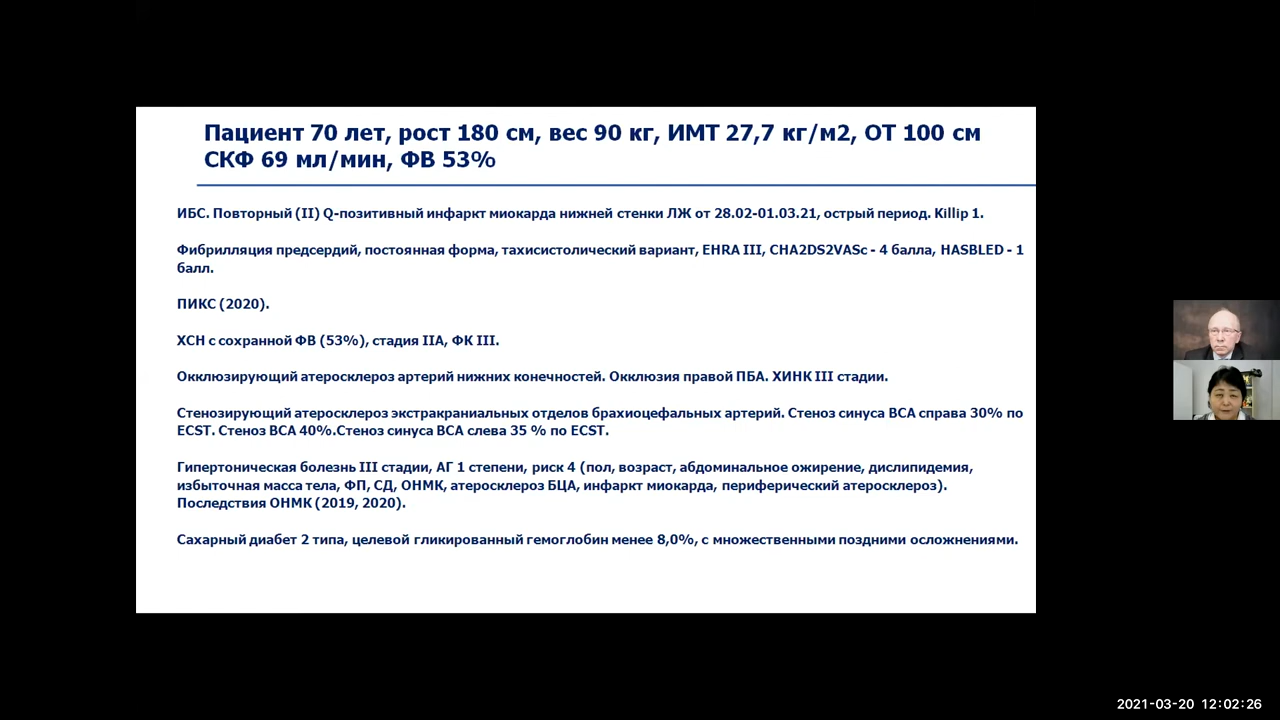 Пациент 70 лет, рост 180 см, вес 90 кг, ИМТ 27,7 кг/м2, ОТ 100 см
СКФ 69 мл/мин, ФВ 53%
ИБС. Повторный (II) Q-позитивный инфаркт миокарда нижней стенки ЛЖ от 28.02-01.03.21, острый период. Killip 1.
Фибрилляция предсердий, постоянная форма, тахисистолический вариант, EHRA III, CHA2DS2VASc - 4 балла, HASBLED - 1
балл.
ПИКС (2020).
ХСН с сохранной ФВ (53%), стадия IIА, ФК III.
Окклюзирующий атеросклероз артерий нижних конечностей. Окклюзия правой ПБА. ХИНК III стадии.
Стенозирующий атеросклероз экстракраниальных отделов брахиоцефальных артерий. Стеноз синуса ВСА справа 30% по
ECST. Стеноз ВСА 40%.Стеноз синуса ВСА слева 35 % по ECST.
Гипертоническая болезнь III стадии, АГ 1 степени, риск 4 (пол, возраст, абдоминальное ожирение, дислипидемия,
избыточная масса тела, ФП, СД, ОНМК, атеросклероз БЦА, инфаркт миокарда, периферический атеросклероз).
Последствия ОНМК (2019, 2020).
Сахарный диабет 2 типа, целевой гликированный гемоглобин менее 8,0%, с множественными поздними осложнениями.
2021-03-20 12:02:26